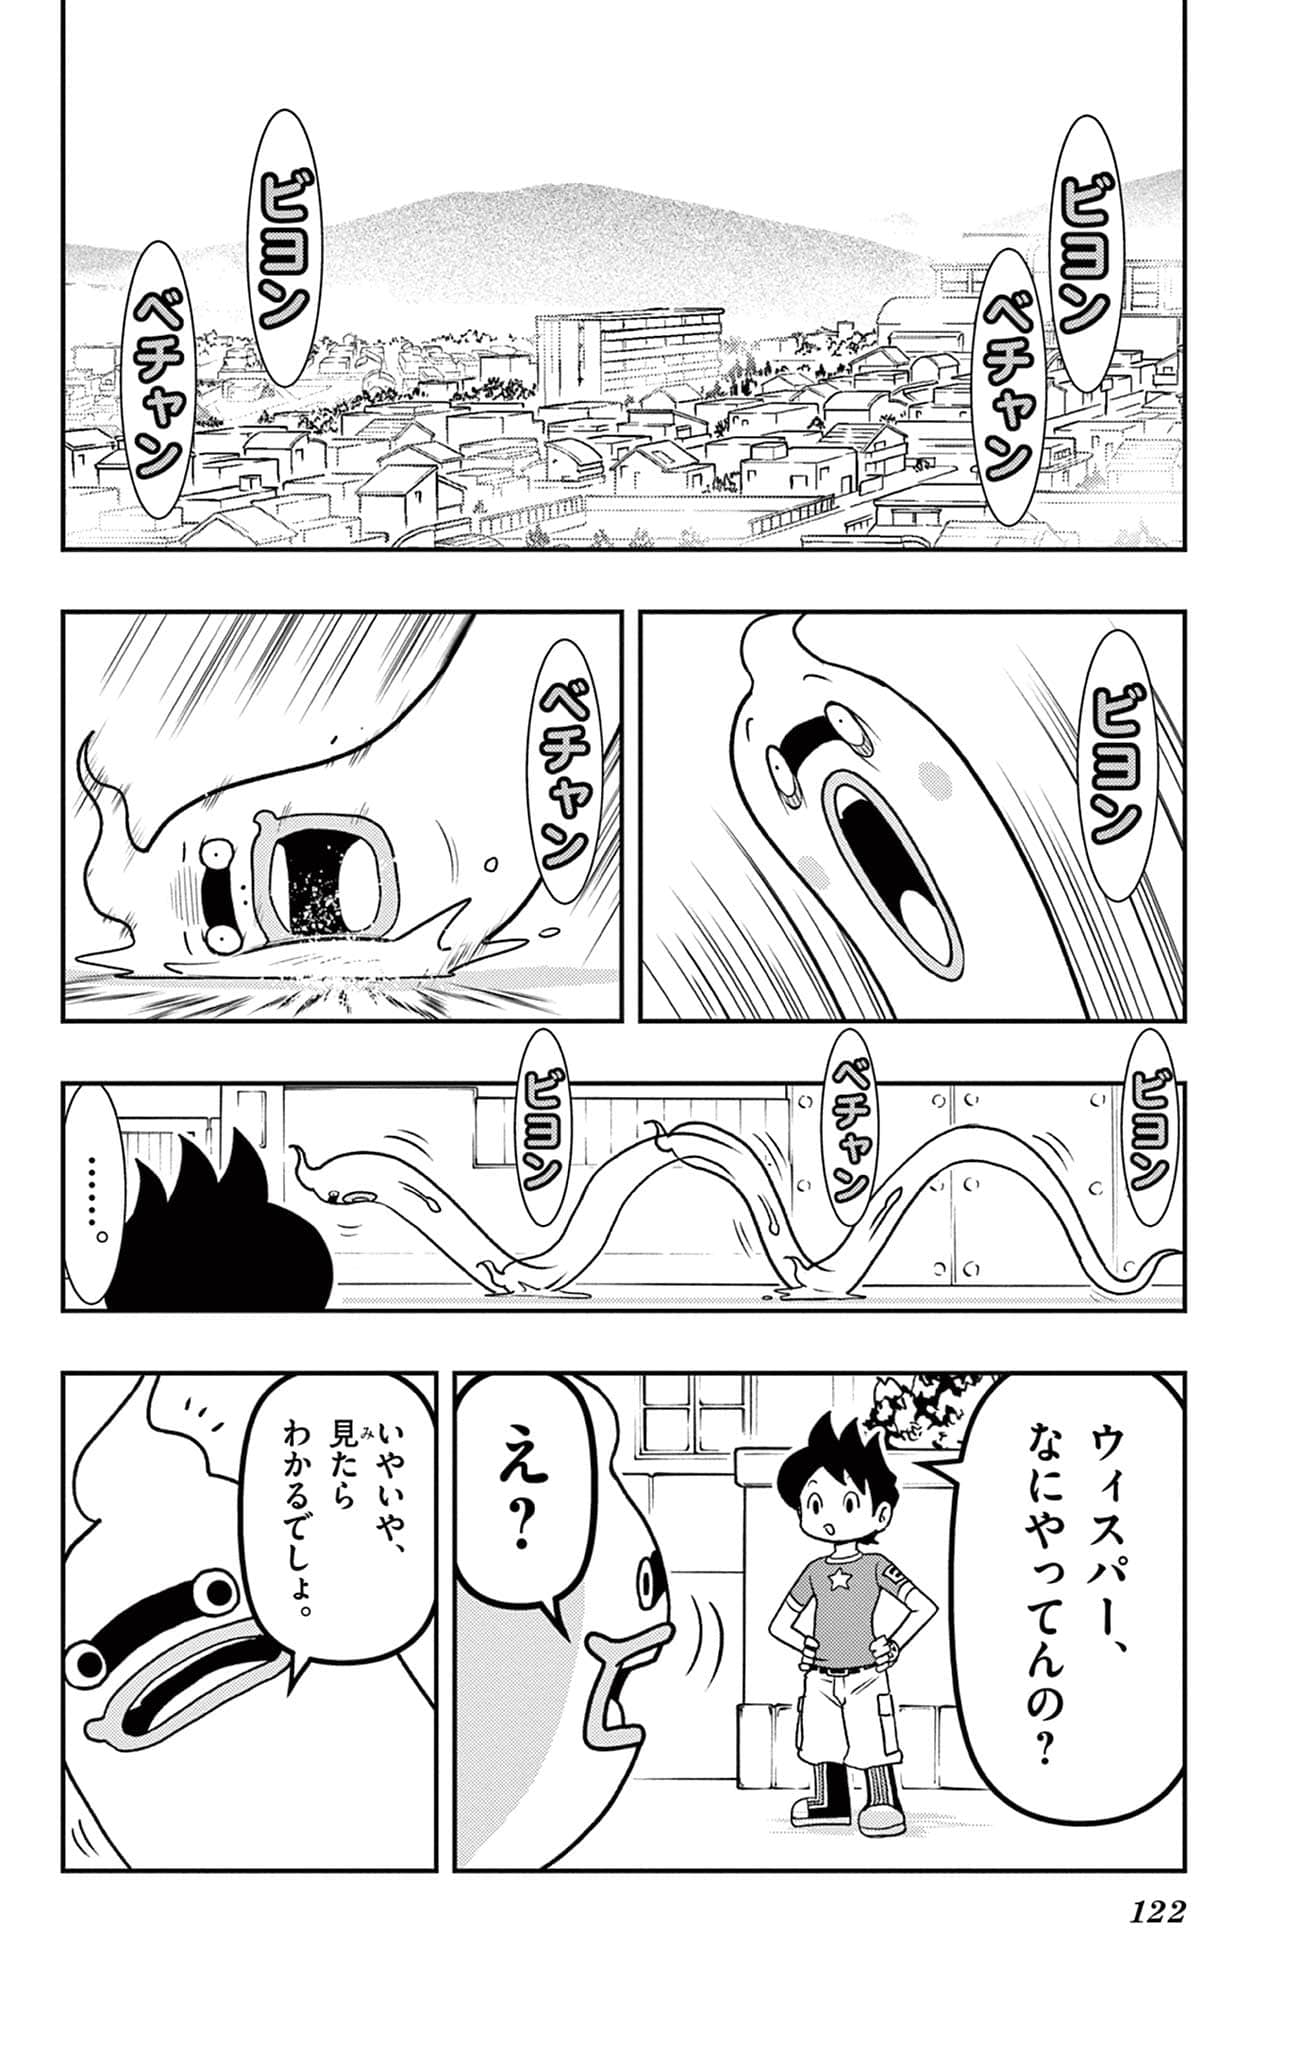 ビヨン
ベチャン
ビヨン
ベチャン
ビヨン
ベチャン
ビヨン
ベチャン
ビヨン
……。
ウィスパー、
なにやってんの？
え？
いやいや、
見たら
み
わかるでしょ。
122